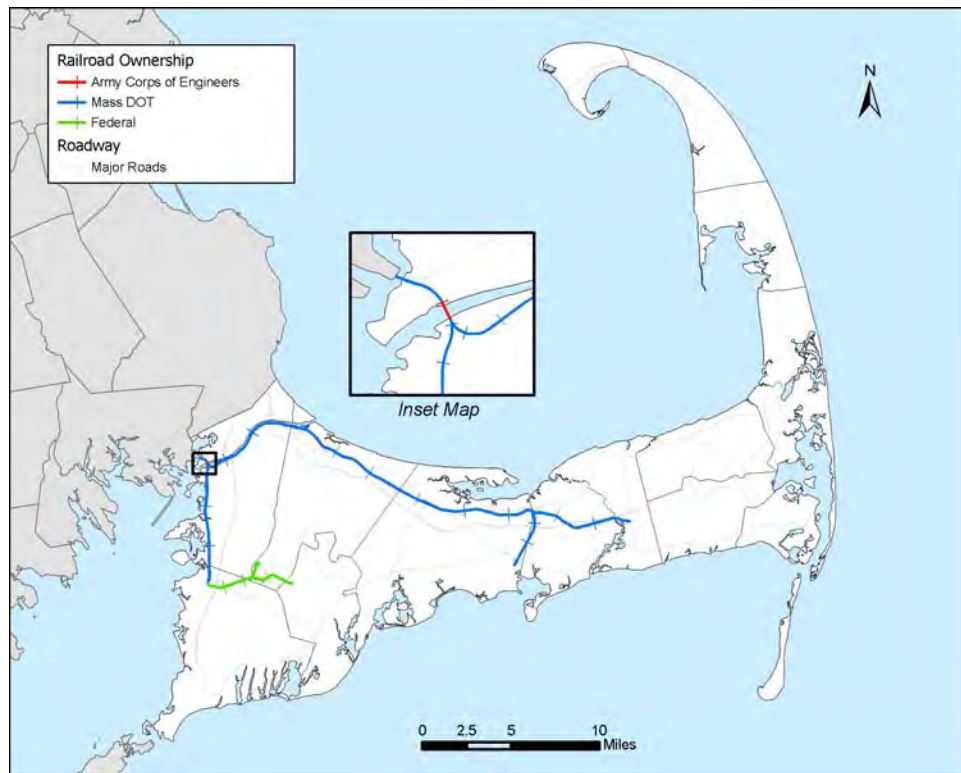 Railroad Ownership
Army Corps of Engineers
Mass DOT
Federal
Roadway
Major Roads
N
Inset Map
0 2.5 5 10
Miles